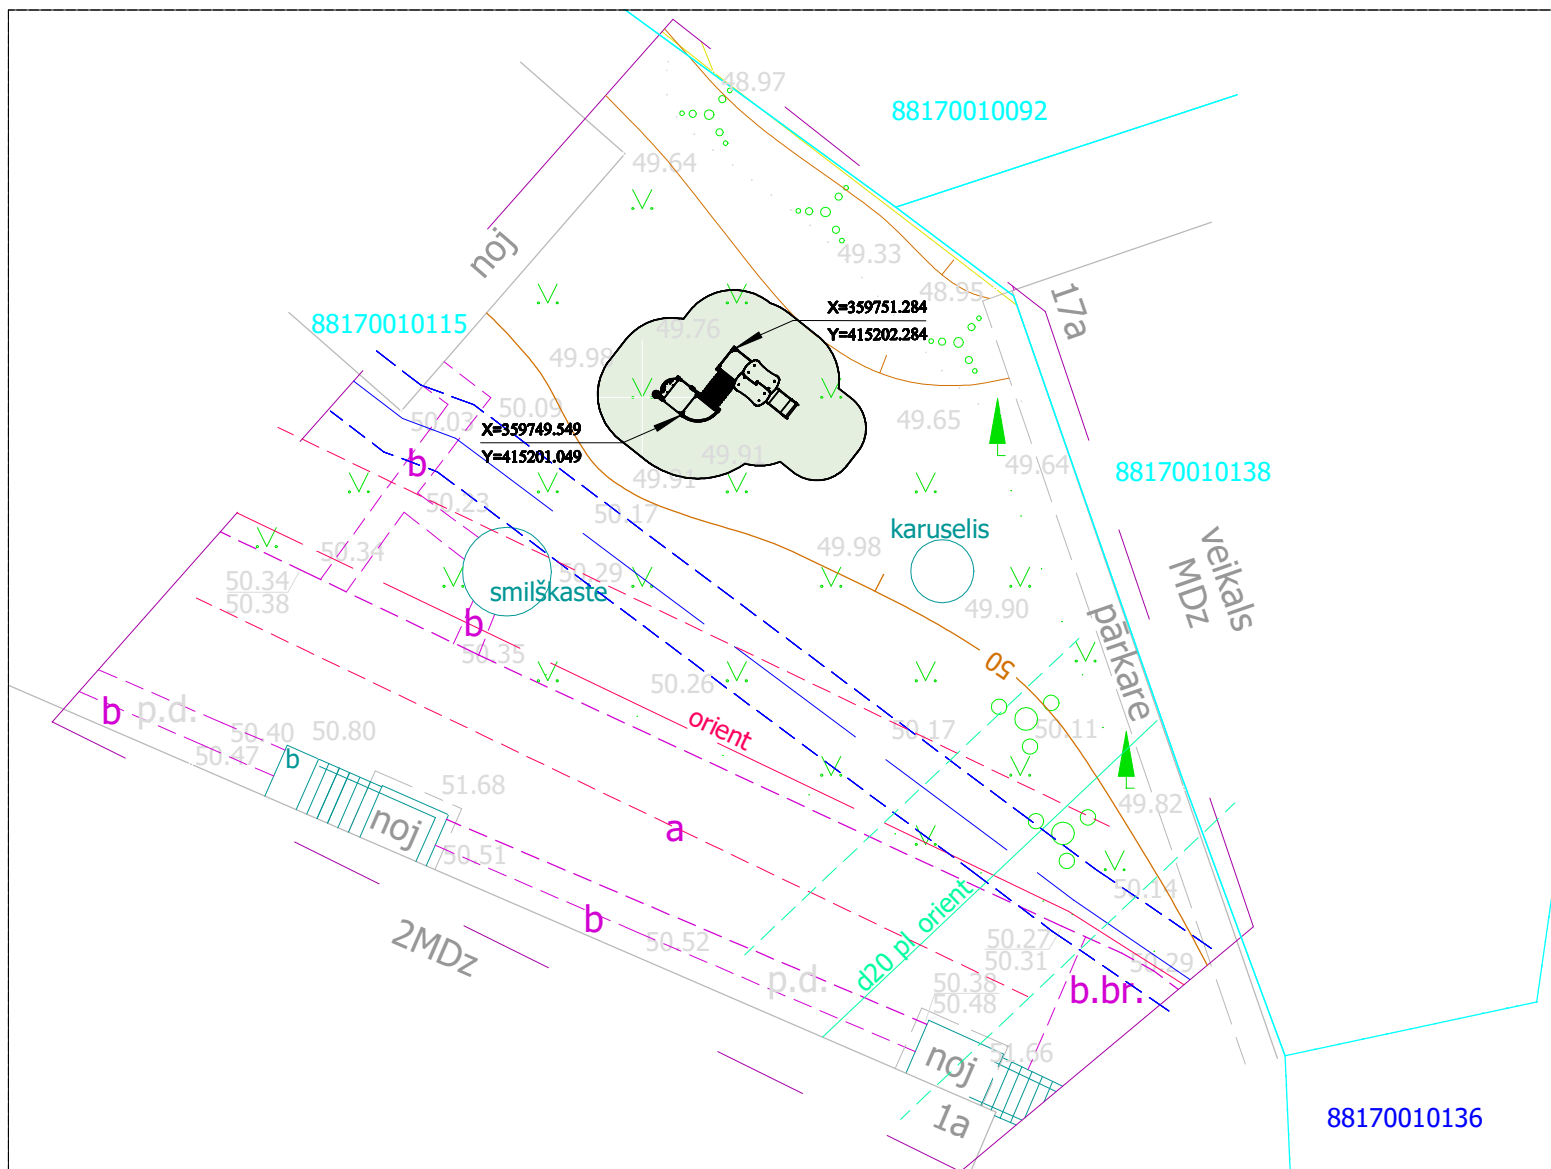 48.97
88170010092
49.64
noj
49.33
48.95
17a
X=359751.284
Y=415202.284
88170010115
49.76
49.98
50.03
50.09
X=359749.549
Y=415201.049
49.65
49.91
49.91
49.64
88170010138
b
50.23
50.17
karuselis
veikals
MDz
50.34
49.98
50.34
50.38
50.29
smilškaste
49.90
b
50.35
pārkare
50
50.26
orient
b
p.d.
50.40
50.80
50.47
b
50.17
50.11
51.68
49.82
noj
a
50.51
50.14
d20 pl. orient
b
50.52
2MDz
50.27
50.31
50.29
p.d.
50.38
50.48
b.br.
noj
51.66
1a
88170010136